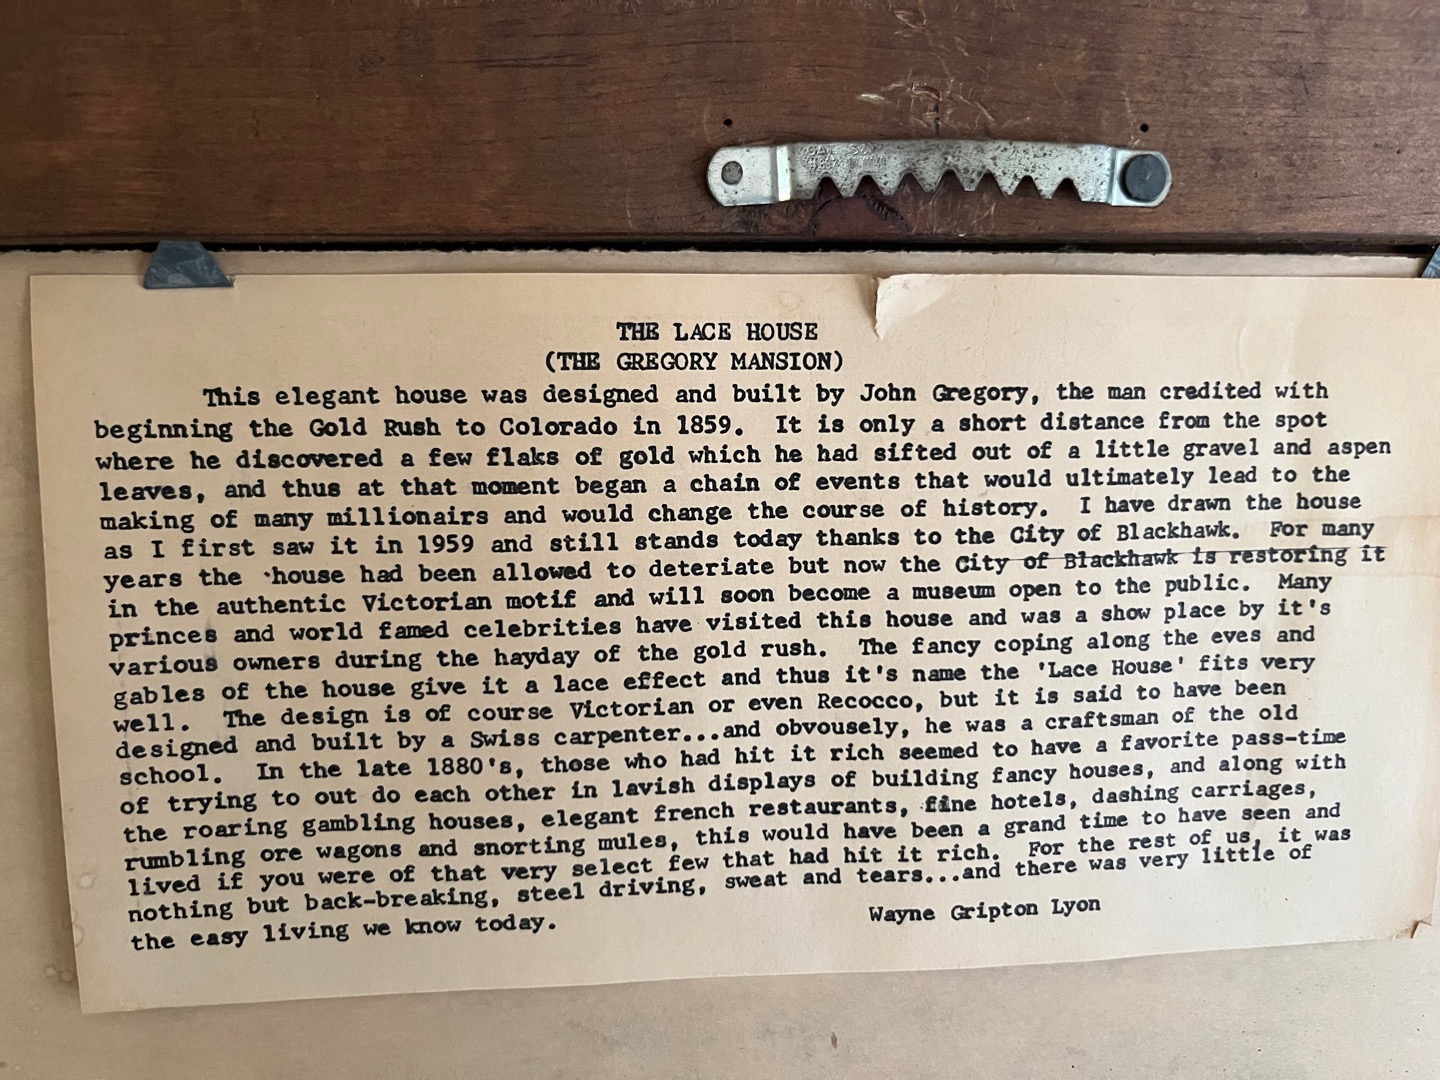 THE LACE HOUSE
(THE GREGORY MANSION)
This elegant house was designed and built by John Gregory, the man credited with
beginning the Gold Rush to Colorado in 1859. It is only a short distance from the spot
where he discovered a few flaks of gold which he had sifted out of a little gravel and aspen
leaves, and thus at that moment began a chain of events that would ultimately lead to the
making of many millionairs and would change the course of history. I have drawn the house
as I first saw it in 1959 and still stands today thanks to the City of Blackhawk. For many
years the house had been allowed to deteriate but now the City of Blackhawk is restoring it
in the authentic Victorian motif and will soon become a museum open to the public. Many
princes and world famed celebrities have visited this house and was a show place by it's
various owners during the hayday of the gold rush. The fancy coping along the eves and
gables of the house give it a lace effect and thus it's name the 'Lace House' fits very
well. The design is of course Victorian or even Recocco, but it is said to have been
designed and built by a Swiss carpenter...and obvousely, he was a craftsman of the old
school. In the late 1880's, those who had hit it rich seemed to have a favorite pass-time
of trying to out do each other in lavish displays of building fancy houses, and along with
the roaring gambling houses, elegant french restaurants, fine hotels, dashing carriages,
rumbling ore wagons and snorting mules, this would have been a grand time to have seen and
lived if you were of that very select few that had hit it rich. For the rest of us, it was
nothing but back-breaking, steel driving, sweat and tears...and there was very little of
the easy living we know today.
Wayne Gripton Lyon